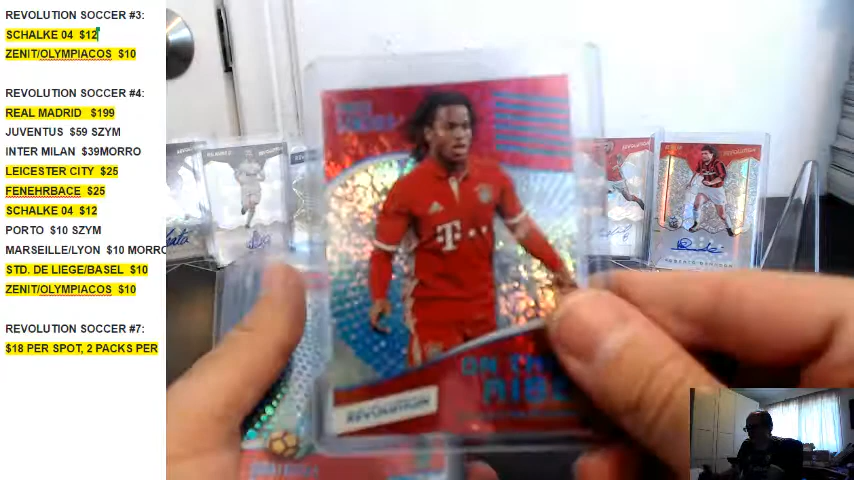 REVOLUTION SOCCER #3:
SCHALKE 04 $12
ZENIT/OLYMPIACOS $10
REVOLUTION SOCCER #4:
REAL MADRID $199
JUVENTUS $59 SZYM
INTER MILAN $39MORRO
LEICESTER CITY $25
FENEHRBACE $25
SCHALKE 04 $12
PORTO $10 SZYM
MARSEILLE/LYON $10 MORRO
STD. DE LIEGE/BASEL $10
ZENIT/OLYMPIACOS $10
REVOLUTION SOCCER #7:
$18 PER SPOT, 2 PACKS PER
T
ON THE
REVOLUTION